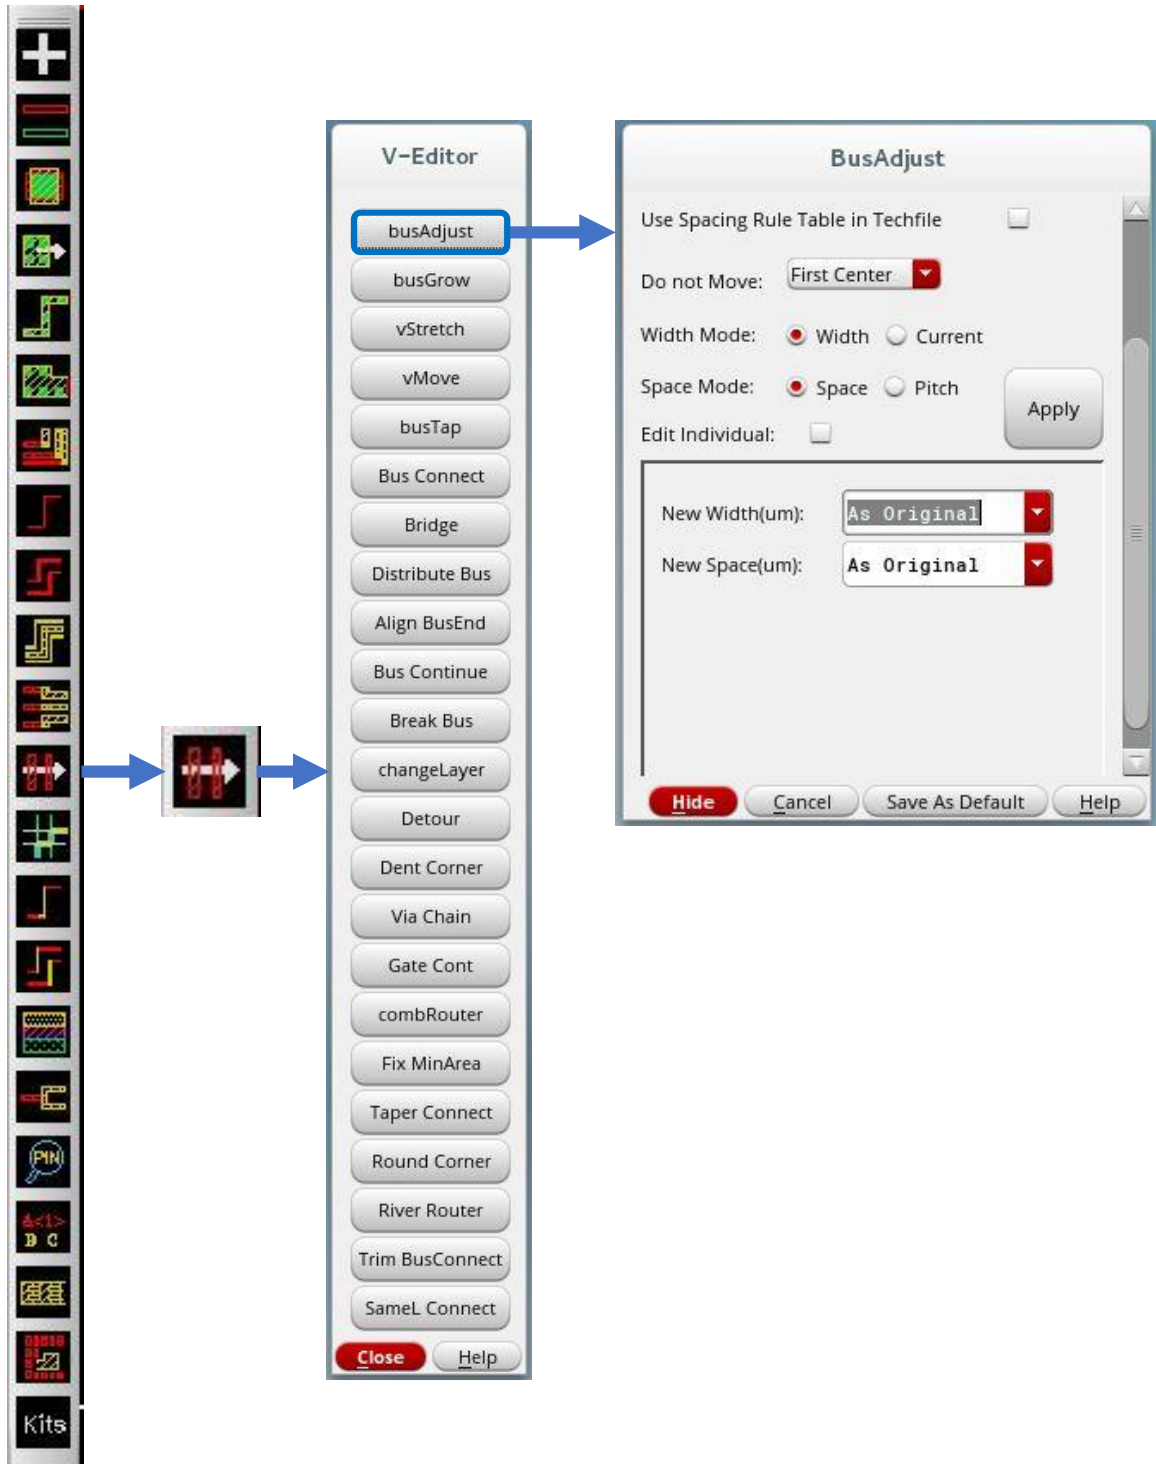 PIN
&<1>
B C
Kits
V-Editor
busAdjust
busGrow
vStretch
vMove
busTap
Bus Connect
Bridge
Distribute Bus
Align BusEnd
Bus Continue
Break Bus
changeLayer
Detour
Dent Corner
Via Chain
Gate Cont
combRouter
Fix MinArea
Taper Connect
Round Corner
River Router
Trim BusConnect
SameL Connect
Close Help
BusAdjust
Use Spacing Rule Table in Techfile
Do not Move: First Center
Width Mode: Width Current
Space Mode: Space Pitch
Apply
Edit Individual:
New Width(um): As Original
New Space(um): As Original
Hide Cancel Save As Default Help